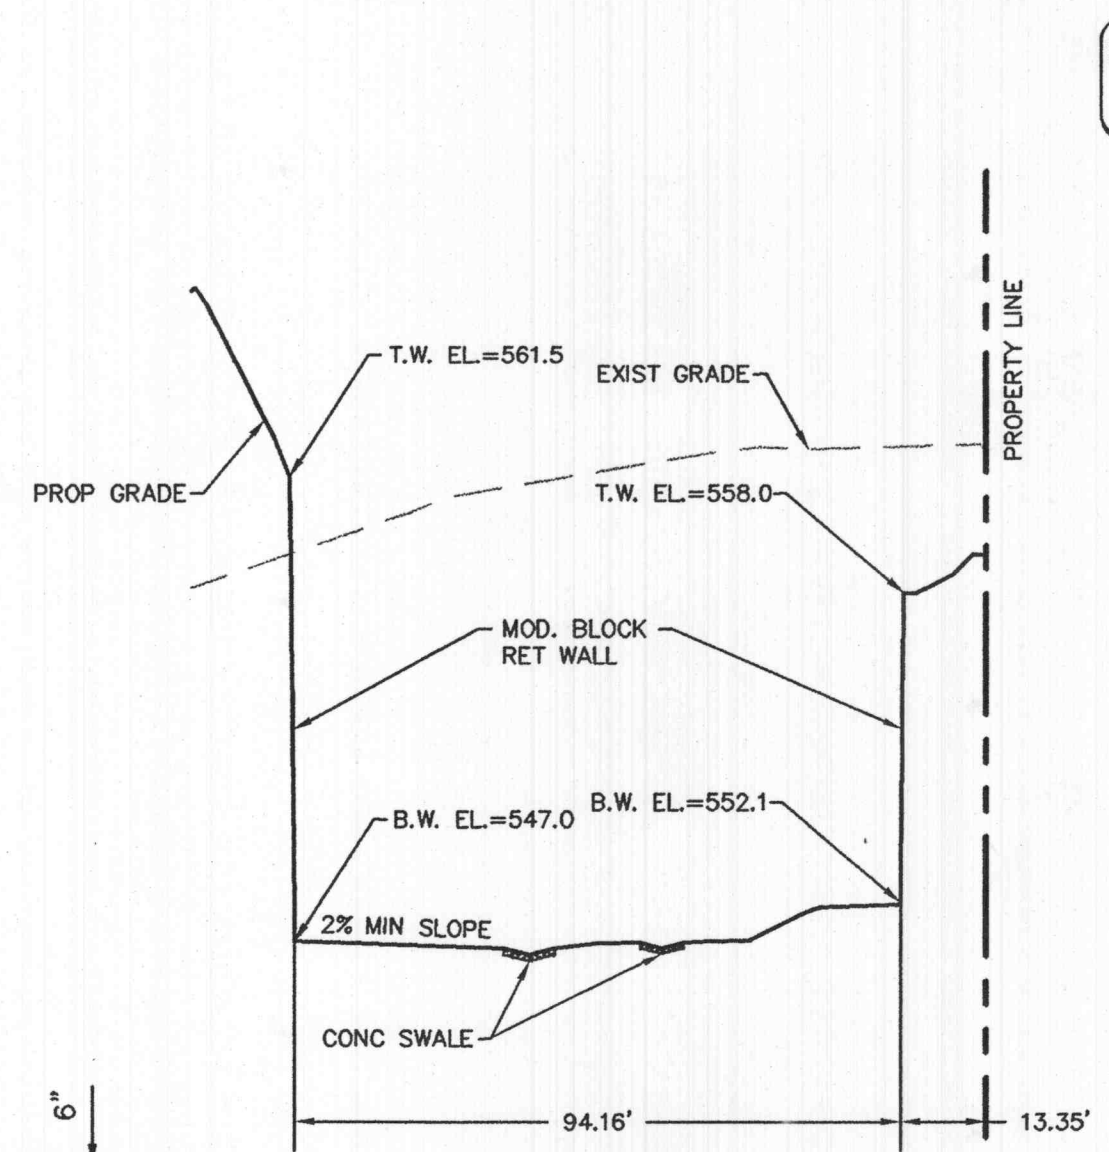 T.W. EL.=561.5
EXIST GRADE
PROPERTY LINE
PROP GRADE
T.W. EL.=558.0
MOD. BLOCK
RET WALL
B.W. EL.=552.1
B.W. EL.=547.0
2% MIN SLOPE
CONC SWALE
6"
94.16'
13.35'